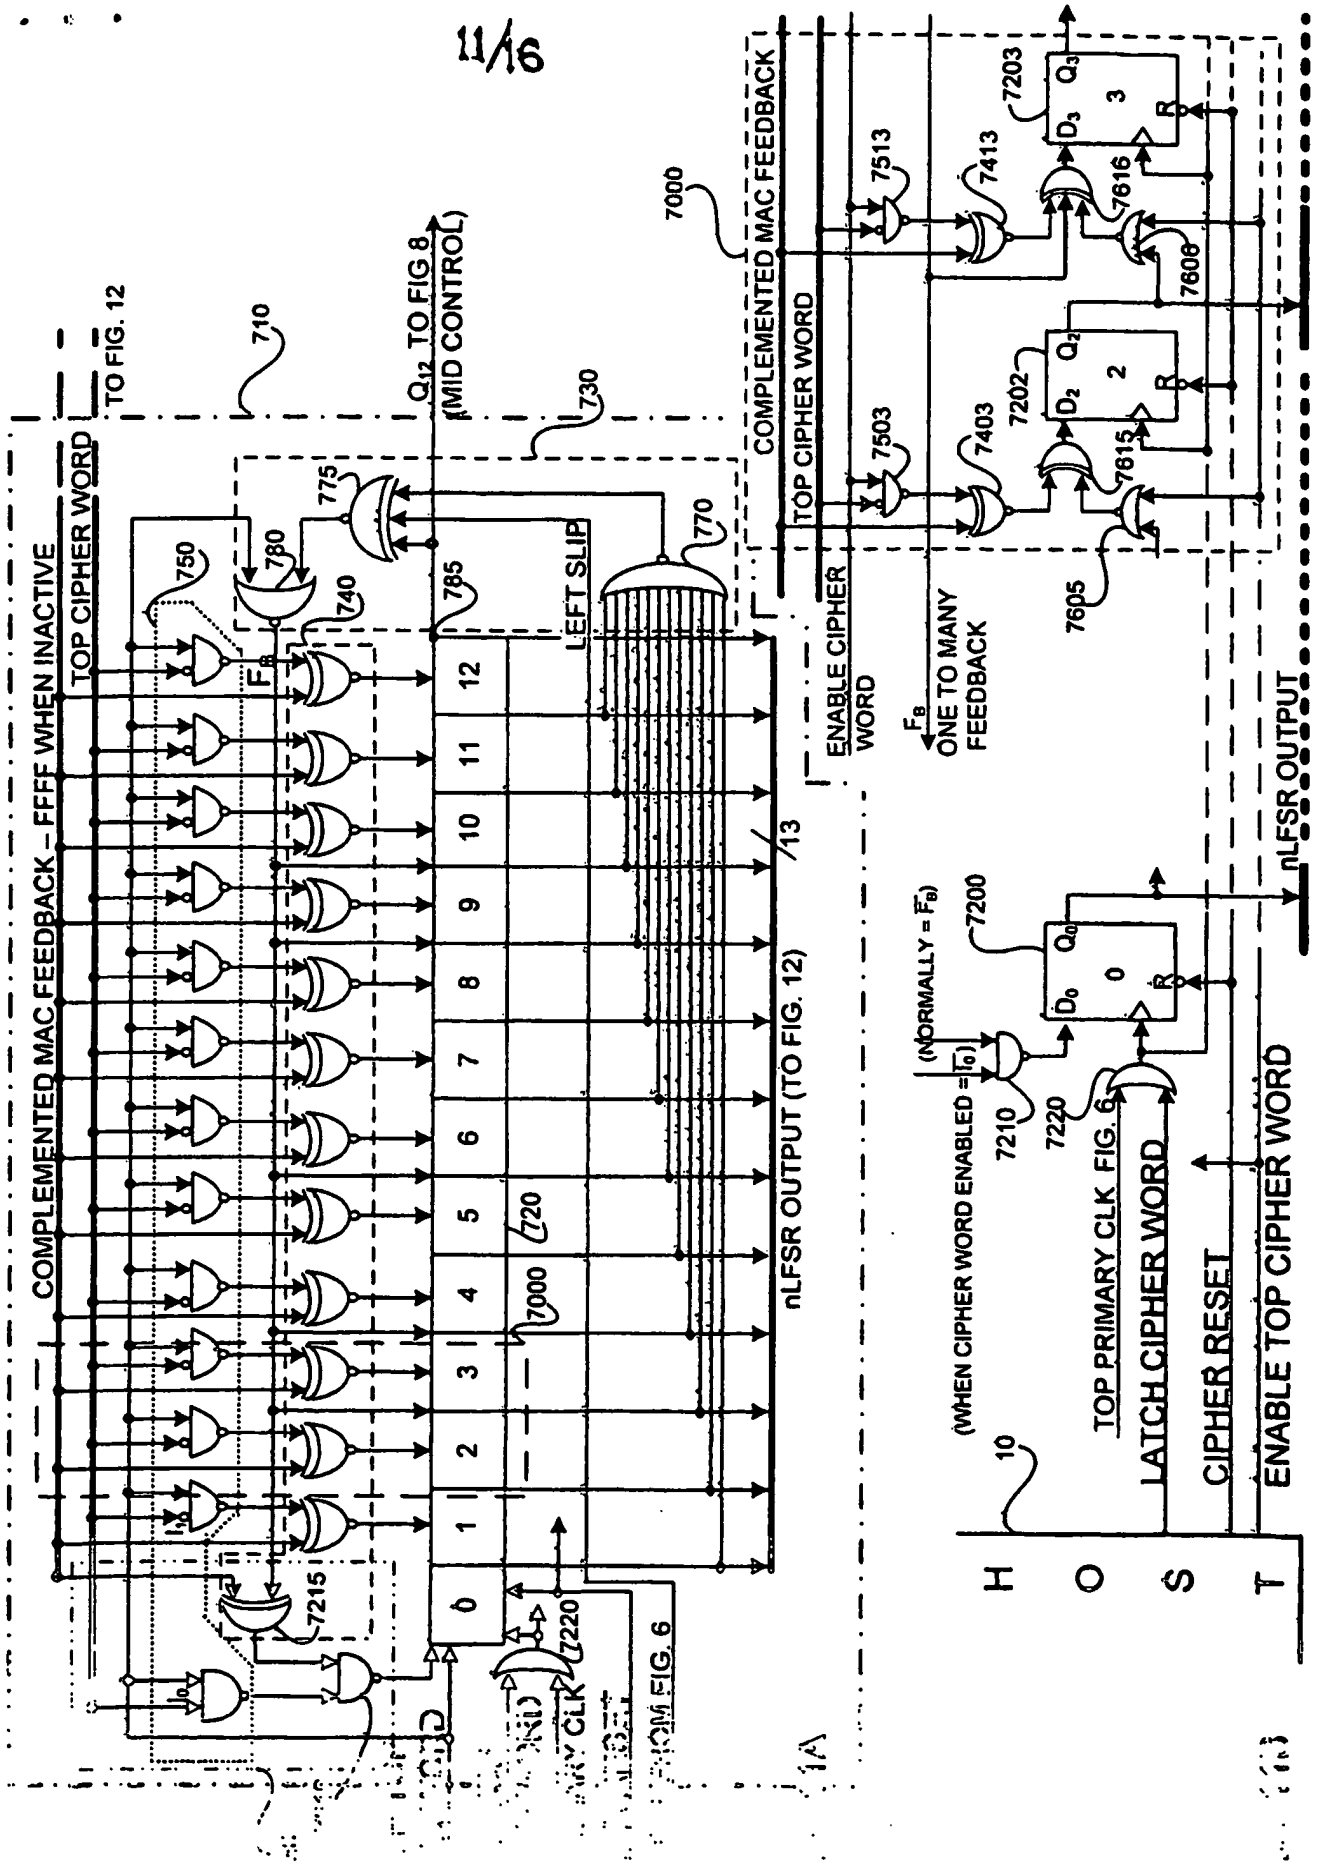 11/16
COMPLEMENTED MAC FEEDBACK – FFFF WHEN INACTIVE
TOP CIPHER WORD
TO FIG. 12
710
750
780
775
740
730
F_B
I₀
I₁
7215
Q₁₂ TO FIG 8
(MID CONTROL)
785
0 1 2 3 4 5 6 7 8 9 10 11 12
720
7000
LEFT SLIP
770
7220
FROM FIG. 6
13
nLFSR OUTPUT (TO FIG. 12)
7000
COMPLEMENTED MAC FEEDBACK
TOP CIPHER WORD
ENABLE CIPHER
WORD
F_B
ONE TO MANY
FEEDBACK
7503
7513
7403
7413
7202
7203
D₂ Q₂
2
R
D₃ Q₃
3
R
7615
7616
7605
7606
nLFSR OUTPUT
(NORMALLY = F̅_B)
(WHEN CIPHER WORD ENABLED = I̅₀)
7200
7210
7220
D₀ Q₀
0
R
10
HOST
TOP PRIMARY CLK FIG. 6
LATCH CIPHER WORD
CIPHER RESET
ENABLE TOP CIPHER WORD